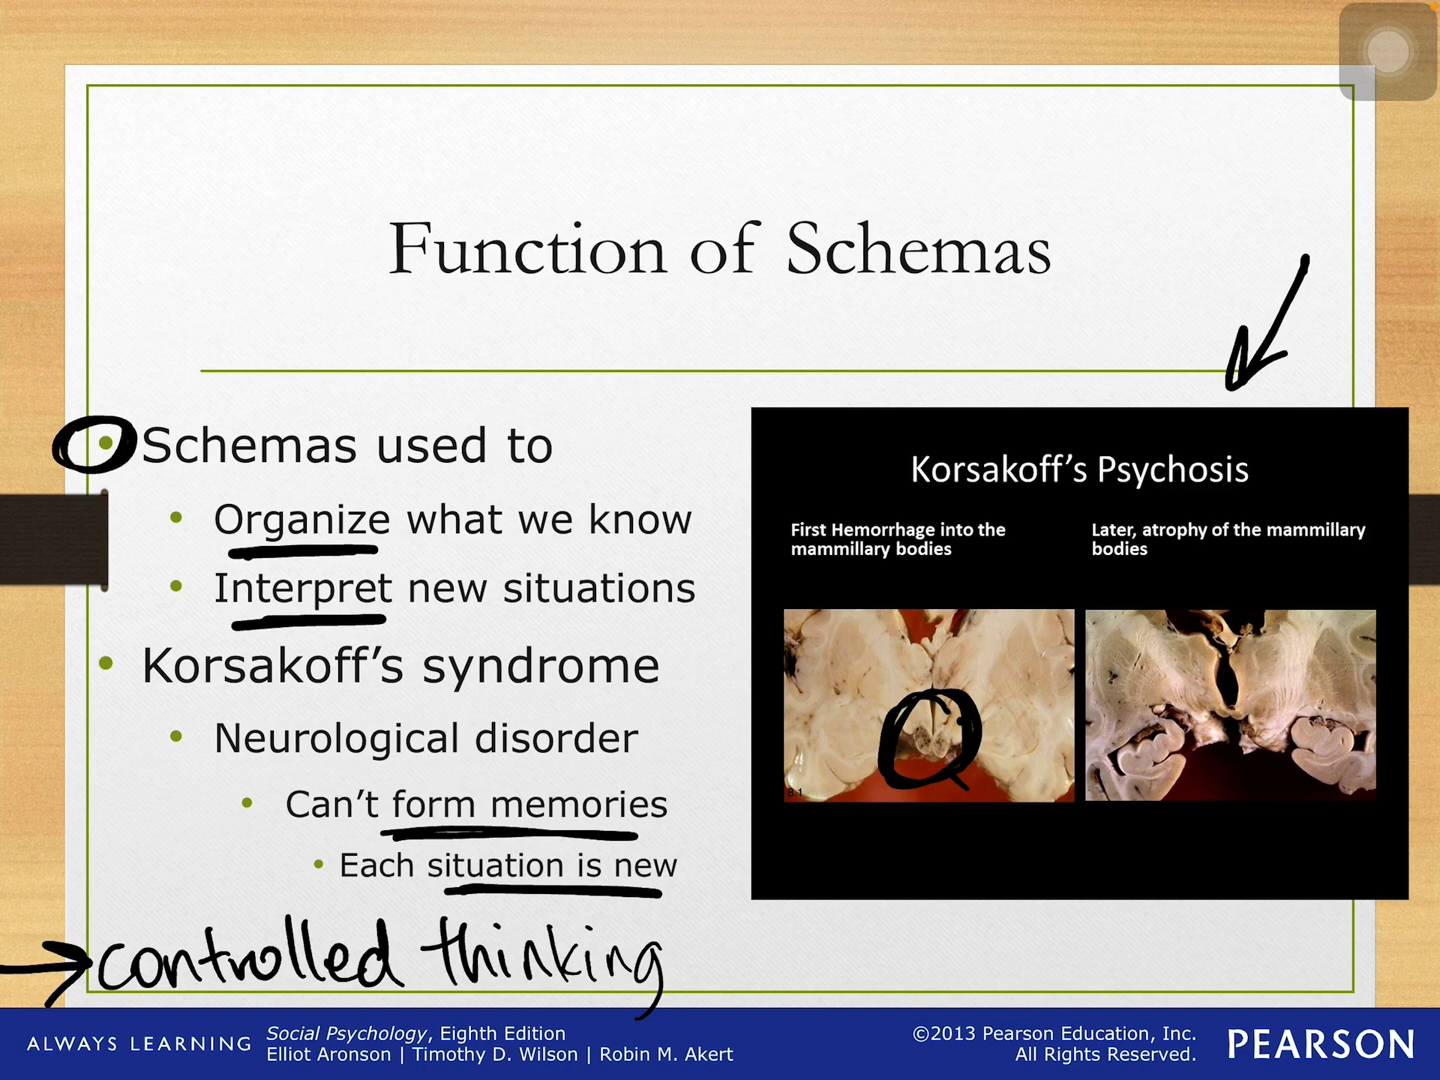 Function of Schemas
• Schemas used to
• Organize what we know
• Interpret new situations
• Korsakoff’s syndrome
• Neurological disorder
• Can’t form memories
• Each situation is new
→ controlled thinking
Korsakoff’s Psychosis
First Hemorrhage into the
mammillary bodies
Later, atrophy of the mammillary
bodies
8.1
ALWAYS LEARNING
Social Psychology, Eighth Edition
Elliot Aronson | Timothy D. Wilson | Robin M. Akert
©2013 Pearson Education, Inc.
All Rights Reserved.
PEARSON